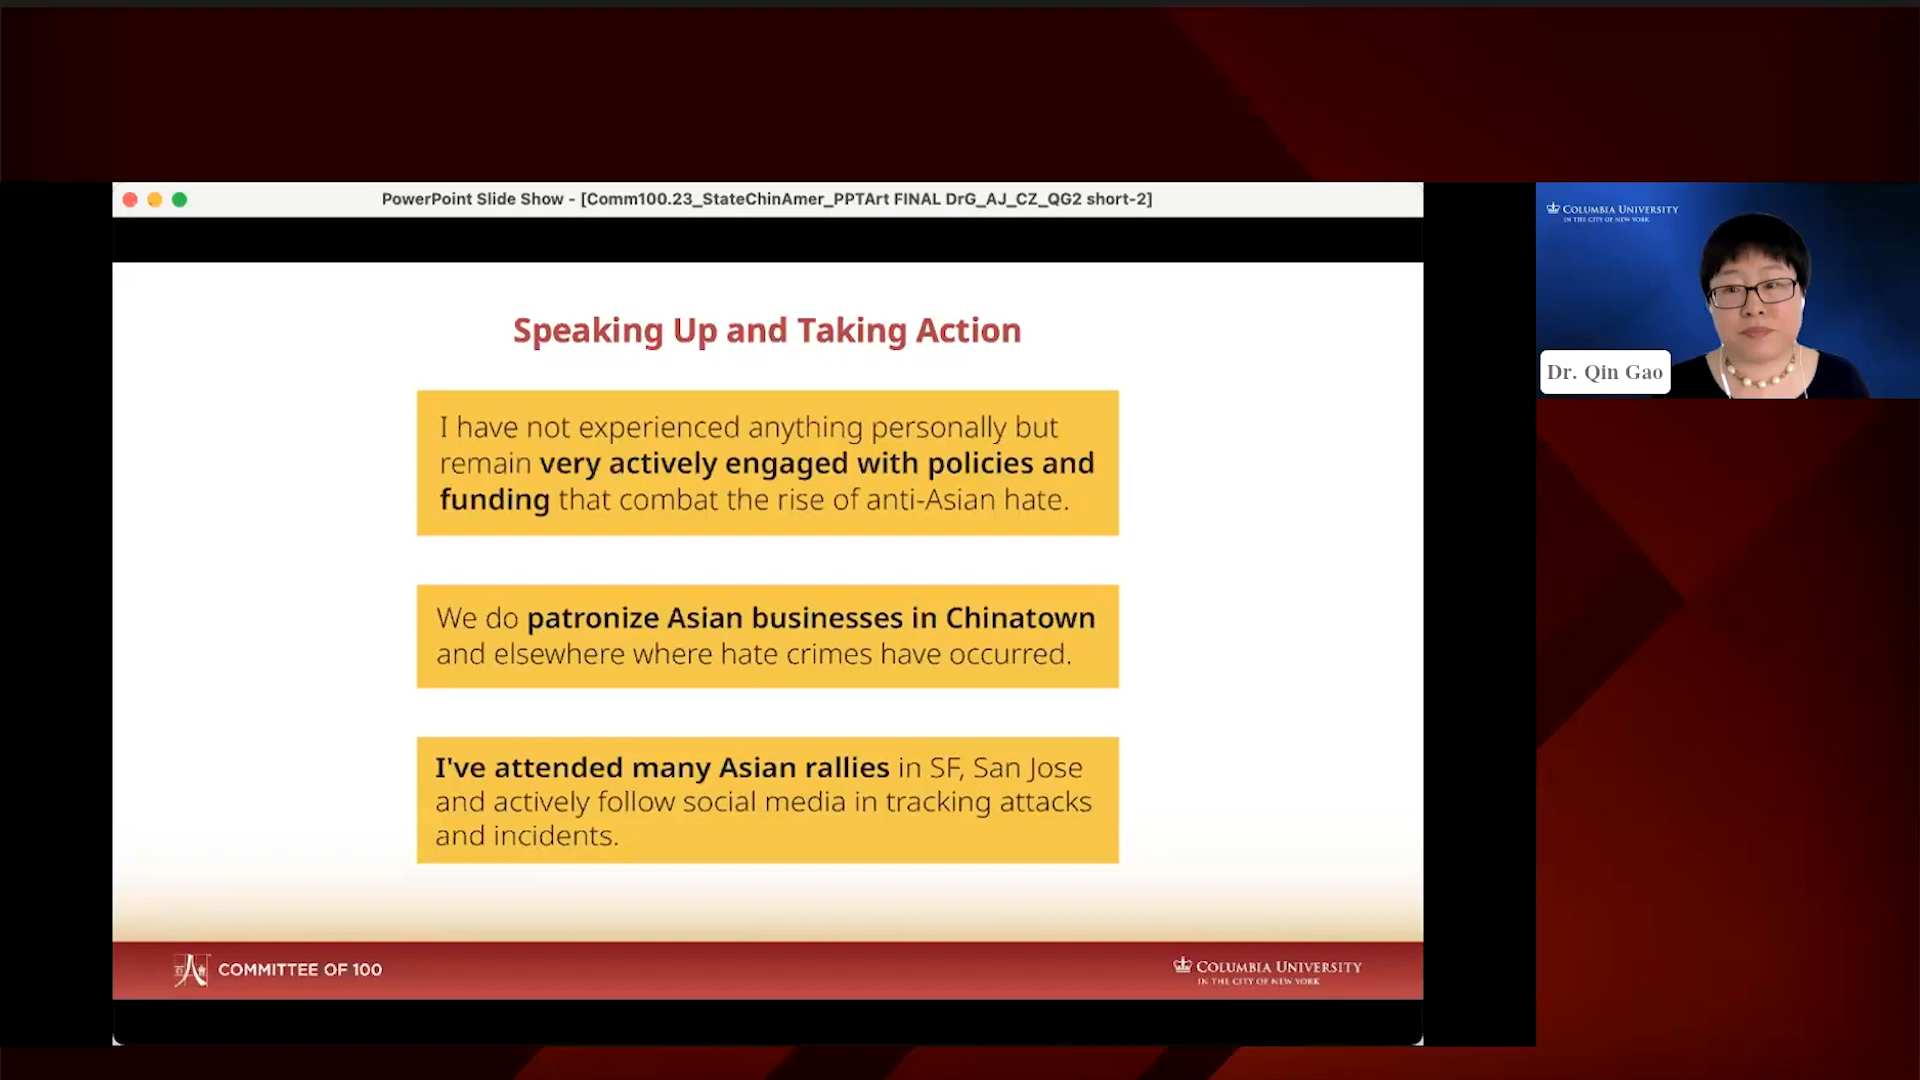 PowerPoint Slide Show - [Comm100.23_StateChinAmer_PPTArt FINAL DrG_AJ_CZ_QG2 short-2]
Speaking Up and Taking Action
I have not experienced anything personally but
remain very actively engaged with policies and
funding that combat the rise of anti-Asian hate.
We do patronize Asian businesses in Chinatown
and elsewhere where hate crimes have occurred.
I've attended many Asian rallies in SF, San Jose
and actively follow social media in tracking attacks
and incidents.
COMMITTEE OF 100
COLUMBIA UNIVERSITY
IN THE CITY OF NEW YORK
COLUMBIA UNIVERSITY
IN THE CITY OF NEW YORK
Dr. Qin Gao